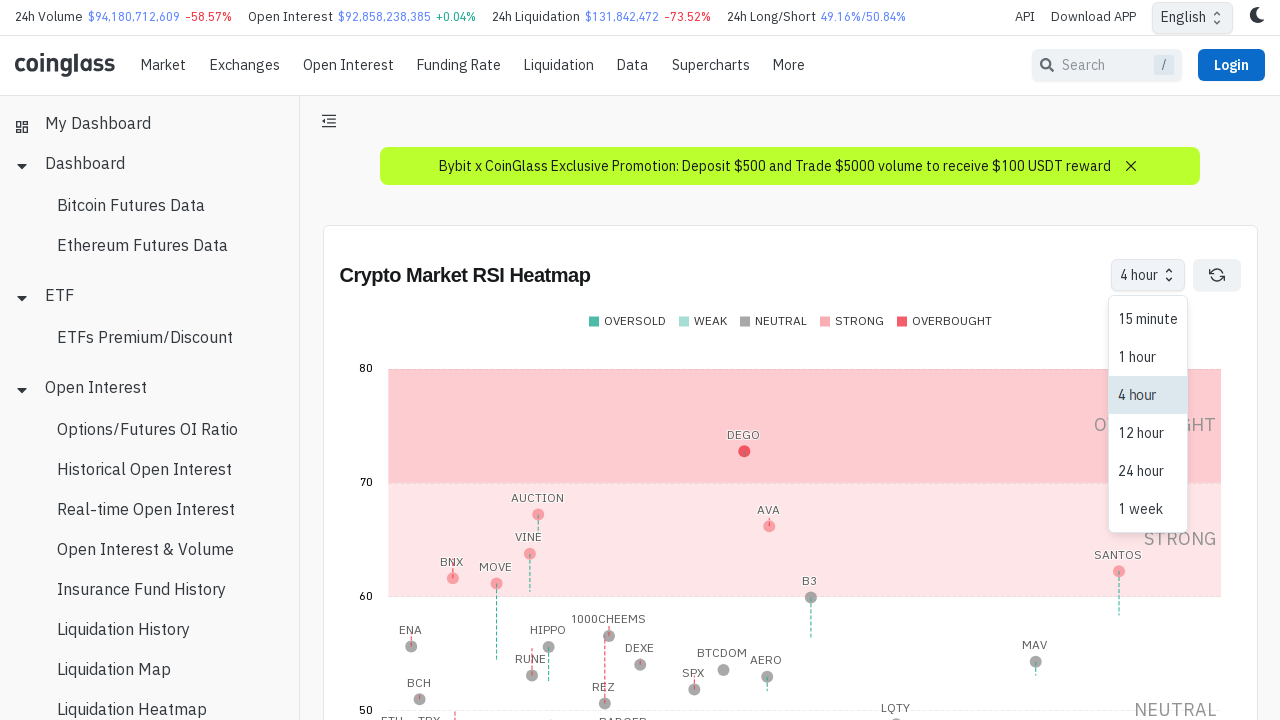 24h Volume $94,180,712,609 -58.57% Open Interest $92,858,238,385 +0.04% 24h Liquidation $131,842,472 -73.52% 24h Long/Short 49.16%/50.84% API Download APP English
coinglass Market Exchanges Open Interest Funding Rate Liquidation Data Supercharts More Search / Login
My Dashboard
Dashboard
Bitcoin Futures Data
Ethereum Futures Data
ETF
ETFs Premium/Discount
Open Interest
Options/Futures OI Ratio
Historical Open Interest
Real-time Open Interest
Open Interest & Volume
Insurance Fund History
Liquidation History
Liquidation Map
Liquidation Heatmap
Bybit x CoinGlass Exclusive Promotion: Deposit $500 and Trade $5000 volume to receive $100 USDT reward
Crypto Market RSI Heatmap
4 hour
15 minute
1 hour
4 hour
12 hour
24 hour
1 week
OVERSOLD WEAK NEUTRAL STRONG OVERBOUGHT
80
DEGO
70
AUCTION
AVA
VINE
STRONG
BNX
MOVE
SANTOS
B3
60
1000CHEEMS
ENA
HIPPO
DEXE
MAV
BTCDOM
RUNE
AERO
SPX
BCH
REZ
LQTY
50
NEUTRAL